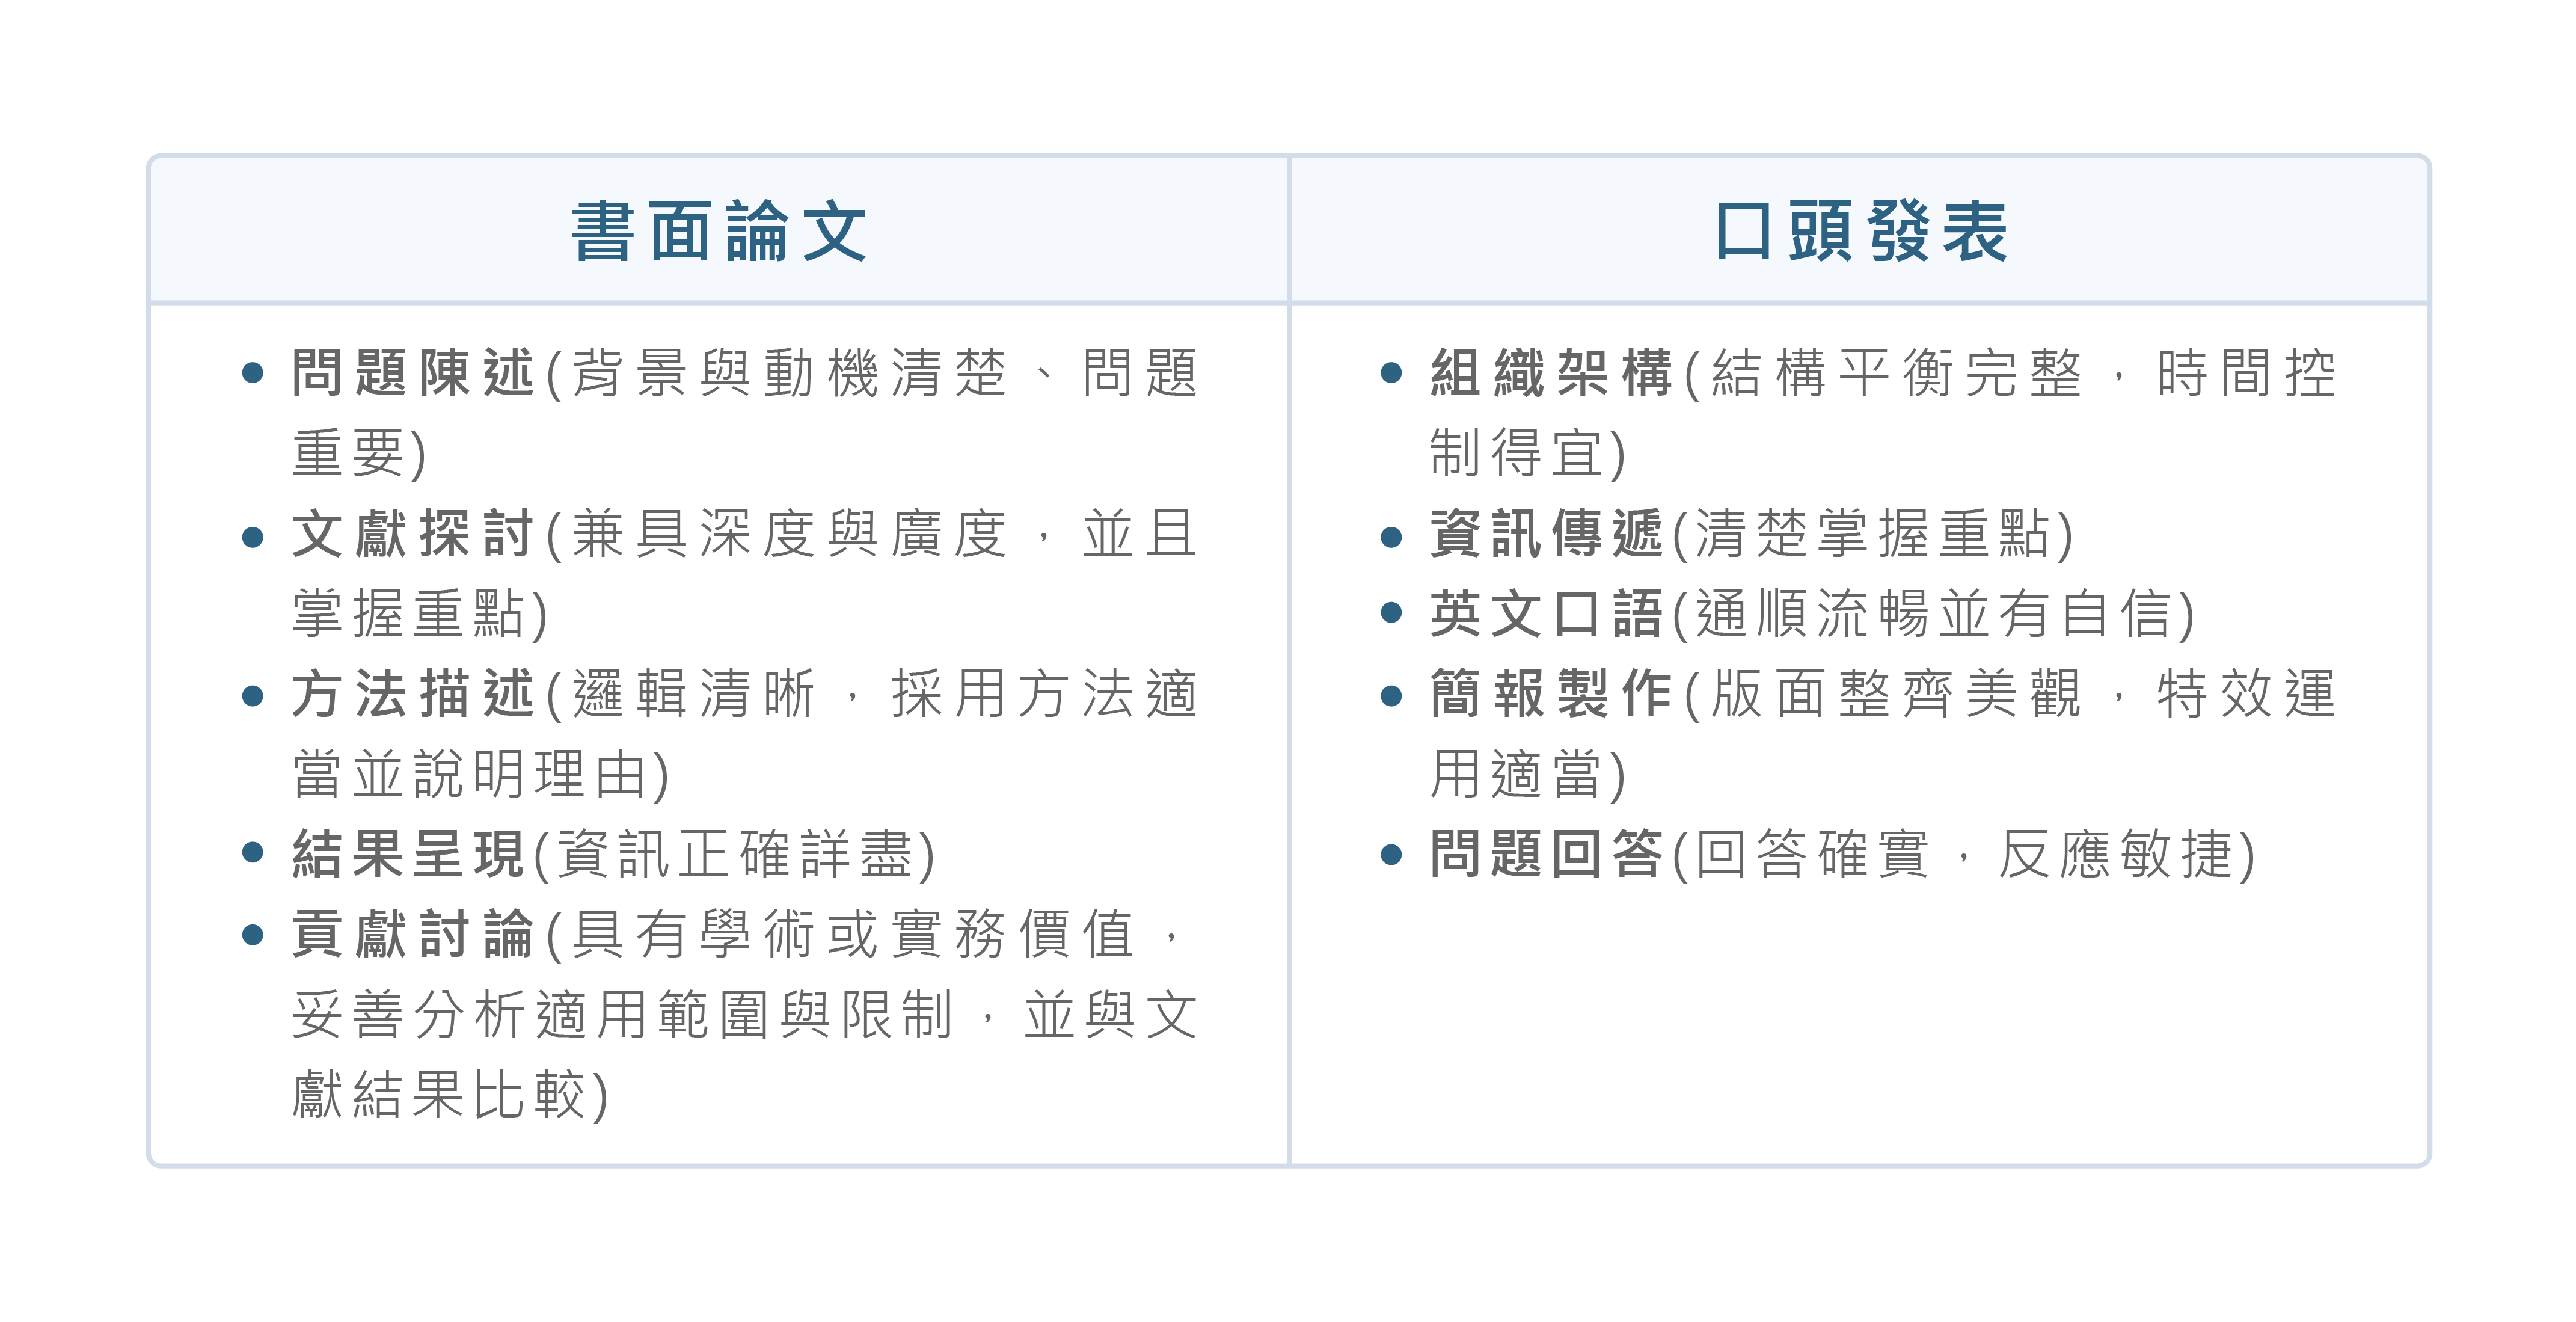 書面論文
問題陳述(背景與動機清楚、問題
重要)
文獻探討(兼具深度與廣度，並且
掌握重點)
方法描述(邏輯清晰，採用方法適
當並說明理由)
結果呈現(資訊正確詳盡)
貢獻討論(具有學術或實務價值，
妥善分析適用範圍與限制，並與文
獻結果比較)
口頭發表
組織架構(結構平衡完整，時間控
制得宜)
資訊傳遞(清楚掌握重點)
英文口語(通順流暢並有自信)
簡報製作(版面整齊美觀，特效運
用適當)
問題回答(回答確實，反應敏捷)